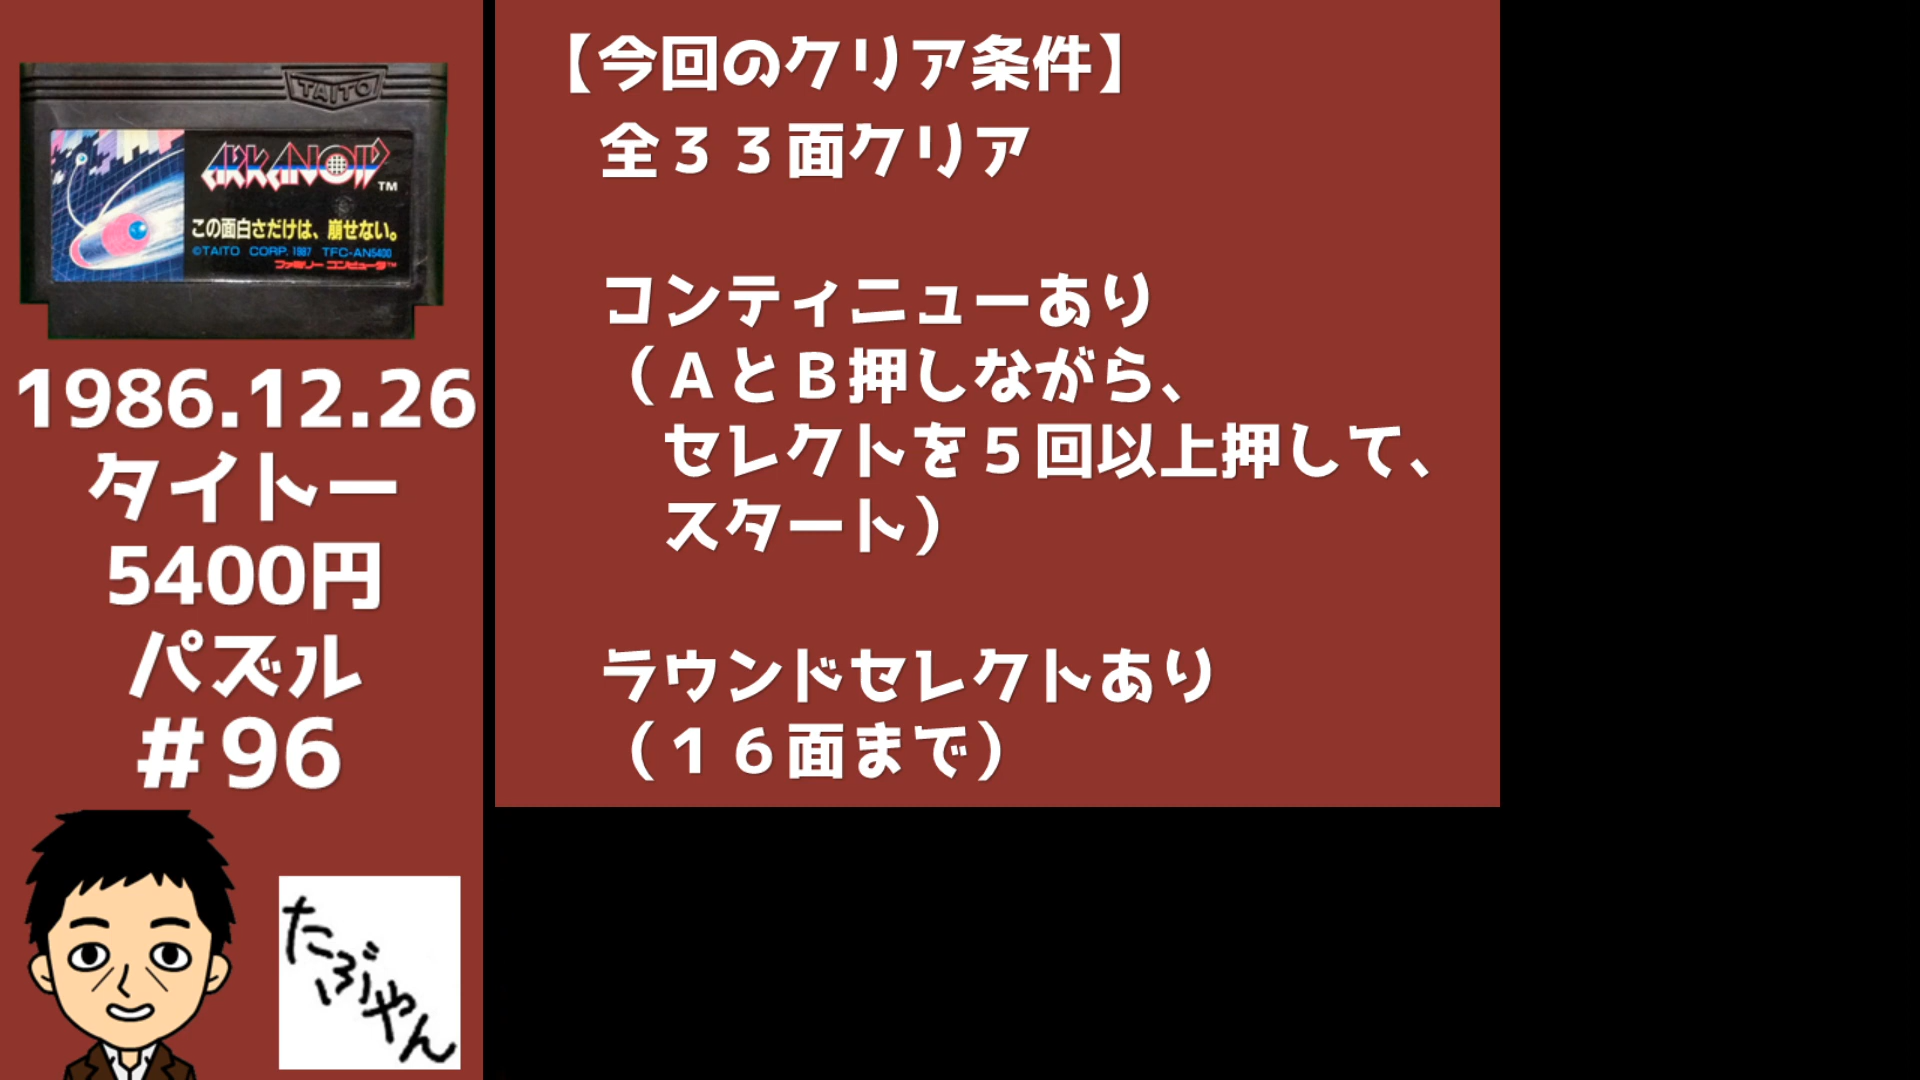 TAITO
ARKANOID
TM
この面白さだけは、崩せない。
©TAITO CORP. 1987 TFC-AN5400
ファミリーコンピュータ™
1986.12.26
タイトー
5400円
パズル
＃96
たぶやん
【今回のクリア条件】
全３３面クリア
コンティニューあり
（ＡとＢ押しながら、
セレクトを５回以上押して、
スタート）
ラウンドセレクトあり
（１６面まで）